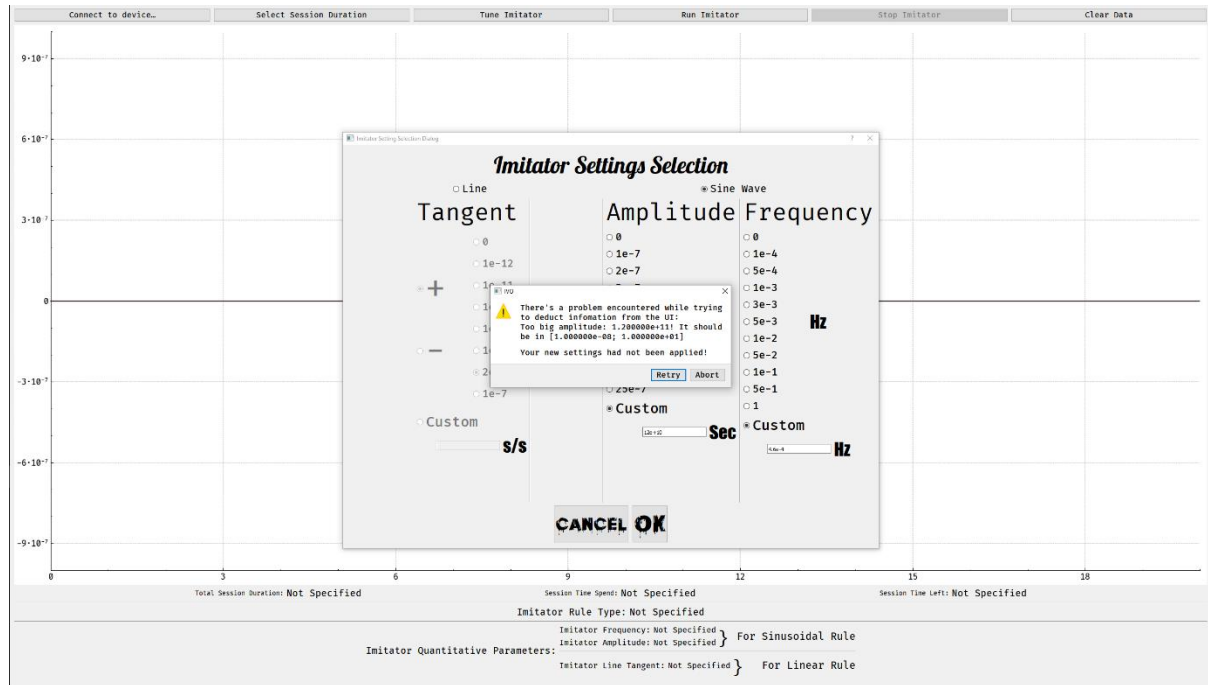 Connect to device…
Select Session Duration
Tune Imitator
Run Imitator
Stop Imitator
Clear Data
9·10⁻⁷
6·10⁻⁷
3·10⁻⁷
0
-3·10⁻⁷
-6·10⁻⁷
-9·10⁻⁷
0 3 6 9 12 15 18
Imitator Setting Selection Dialog
Imitator Settings Selection
Line
Sine Wave
Tangent
0
1e-12
+
−
1e-7
Custom
s/s
Amplitude
0
1e-7
2e-7
25e-7
Custom
12e+10
Sec
Frequency
0
1e-4
5e-4
1e-3
3e-3
5e-3
1e-2
5e-2
1e-1
5e-1
1
Hz
Custom
Hz
IVO
There's a problem encountered while trying
to deduct infomation from the UI:
Too big amplitude: 1.200000e+11! It should
be in [1.000000e-08; 1.000000e+01]
Your new settings had not been applied!
Retry Abort
CANCEL OK
Total Session Duration: Not Specified
Session Time Spend: Not Specified
Session Time Left: Not Specified
Imitator Rule Type: Not Specified
Imitator Quantitative Parameters:
Imitator Frequency: Not Specified
Imitator Amplitude: Not Specified
} For Sinusoidal Rule
Imitator Line Tangent: Not Specified } For Linear Rule